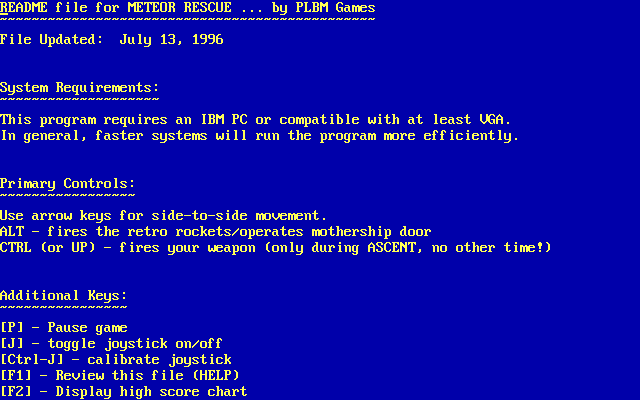 README file for METEOR RESCUE ... by PLBM Games
~~~~~~~~~~~~~~~~~~~~~~~~~~~~~~~~~~~~~~~~~~~~~~~
File Updated:  July 13, 1996
System Requirements:
~~~~~~~~~~~~~~~~~~~~
This program requires an IBM PC or compatible with at least VGA.
In general, faster systems will run the program more efficiently.
Primary Controls:
~~~~~~~~~~~~~~~~~
Use arrow keys for side-to-side movement.
ALT - fires the retro rockets/operates mothership door
CTRL (or UP) - fires your weapon (only during ASCENT, no other time!)
Additional Keys:
~~~~~~~~~~~~~~~~
[P] - Pause game
[J] - toggle joystick on/off
[Ctrl-J] - calibrate joystick
[F1] - Review this file (HELP)
[F2] - Display high score chart